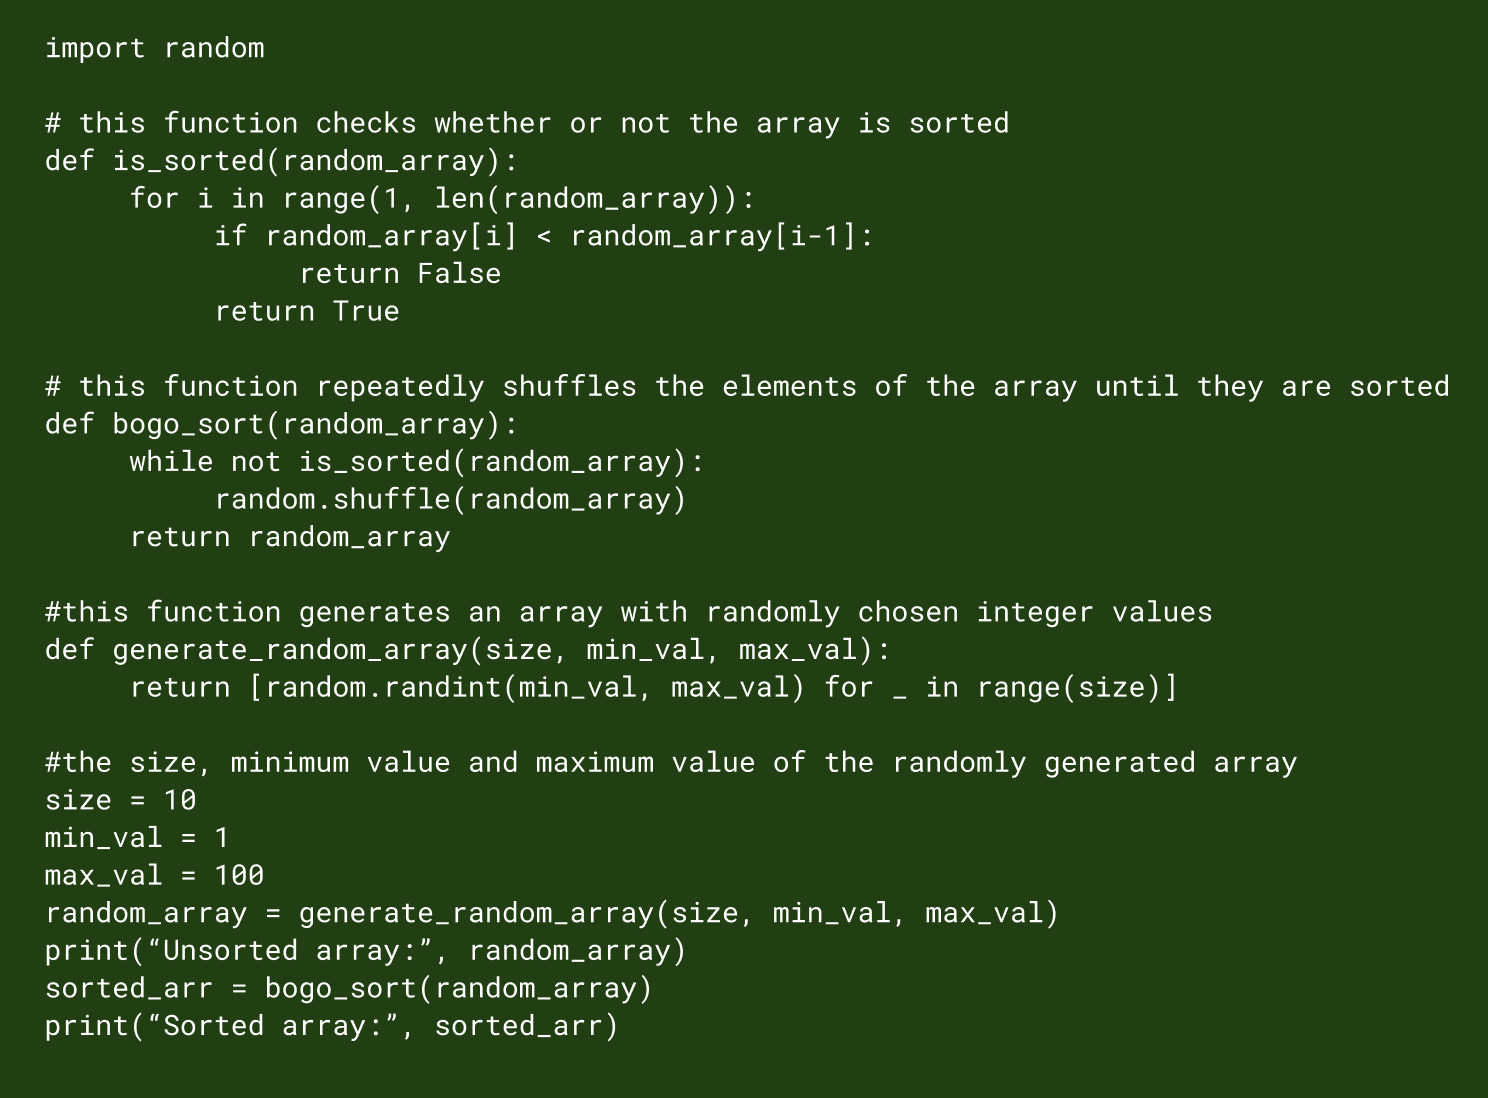 import random
# this function checks whether or not the array is sorted
def is_sorted(random_array):
     for i in range(1, len(random_array)):
          if random_array[i] < random_array[i-1]:
               return False
          return True
# this function repeatedly shuffles the elements of the array until they are sorted
def bogo_sort(random_array):
     while not is_sorted(random_array):
          random.shuffle(random_array)
     return random_array
#this function generates an array with randomly chosen integer values
def generate_random_array(size, min_val, max_val):
     return [random.randint(min_val, max_val) for _ in range(size)]
#the size, minimum value and maximum value of the randomly generated array
size = 10
min_val = 1
max_val = 100
random_array = generate_random_array(size, min_val, max_val)
print(“Unsorted array:”, random_array)
sorted_arr = bogo_sort(random_array)
print(“Sorted array:”, sorted_arr)